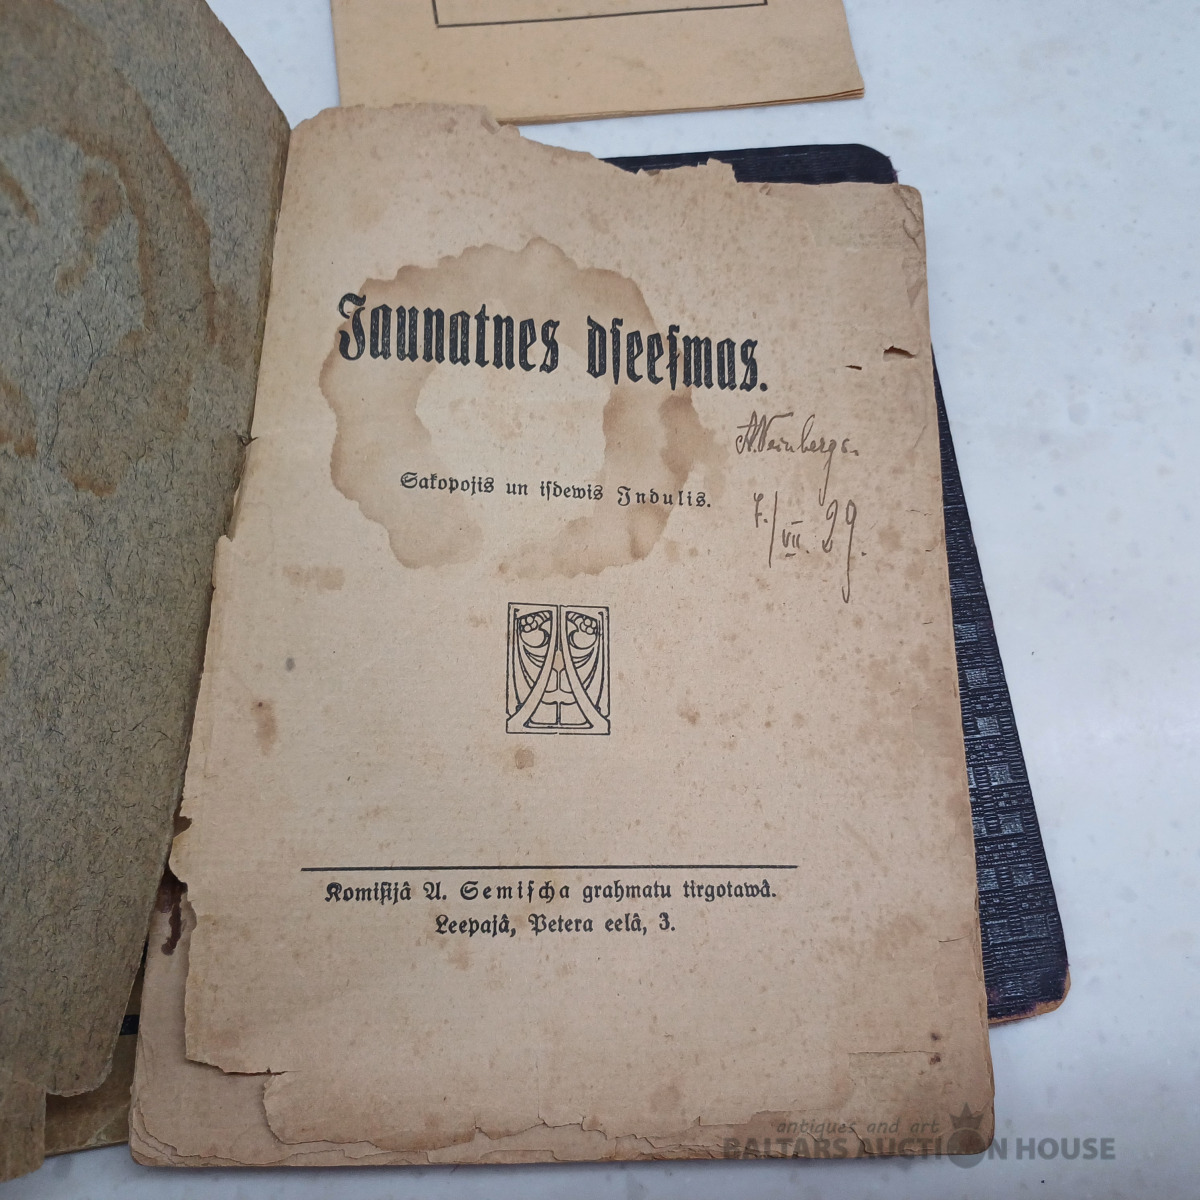 Jaunatnes dſeeſmas.
A. Veinbergs.
Sakopojis un iſdewis Indulis.
7./VII. 29.
Komiſijâ A. Semiſcha grahmatu tirgotawâ.
Leepajâ, Petera eelâ, 3.
antiques and art
BALTARS AUCTION HOUSE